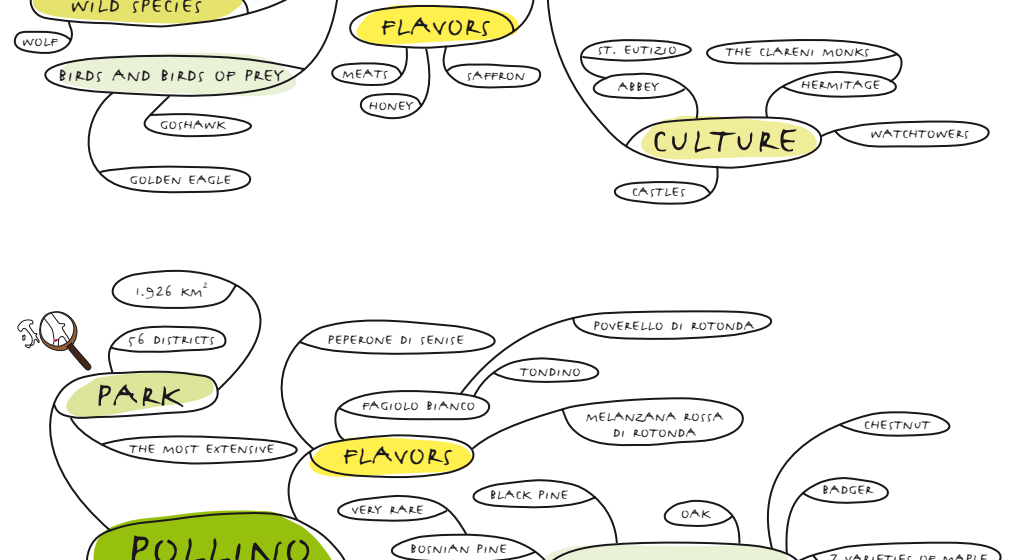 WILD SPECIES
WOLF
BIRDS AND BIRDS OF PREY
GOSHAWK
GOLDEN EAGLE
FLAVORS
MEATS
SAFFRON
HONEY
ST. EUTIZIO
THE CLARENI MONKS
ABBEY
HERMITAGE
CULTURE
WATCHTOWERS
CASTLES
1.926 KM²
56 DISTRICTS
PARK
THE MOST EXTENSIVE
POLLINO
PEPERONE DI SENISE
POVERELLO DI ROTONDA
TONDINO
FAGIOLO BIANCO
MELANZANA ROSSA
DI ROTONDA
FLAVORS
VERY RARE
BLACK PINE
BOSNIAN PINE
OAK
CHESTNUT
BADGER
7 VARIETIES OF MAPLE